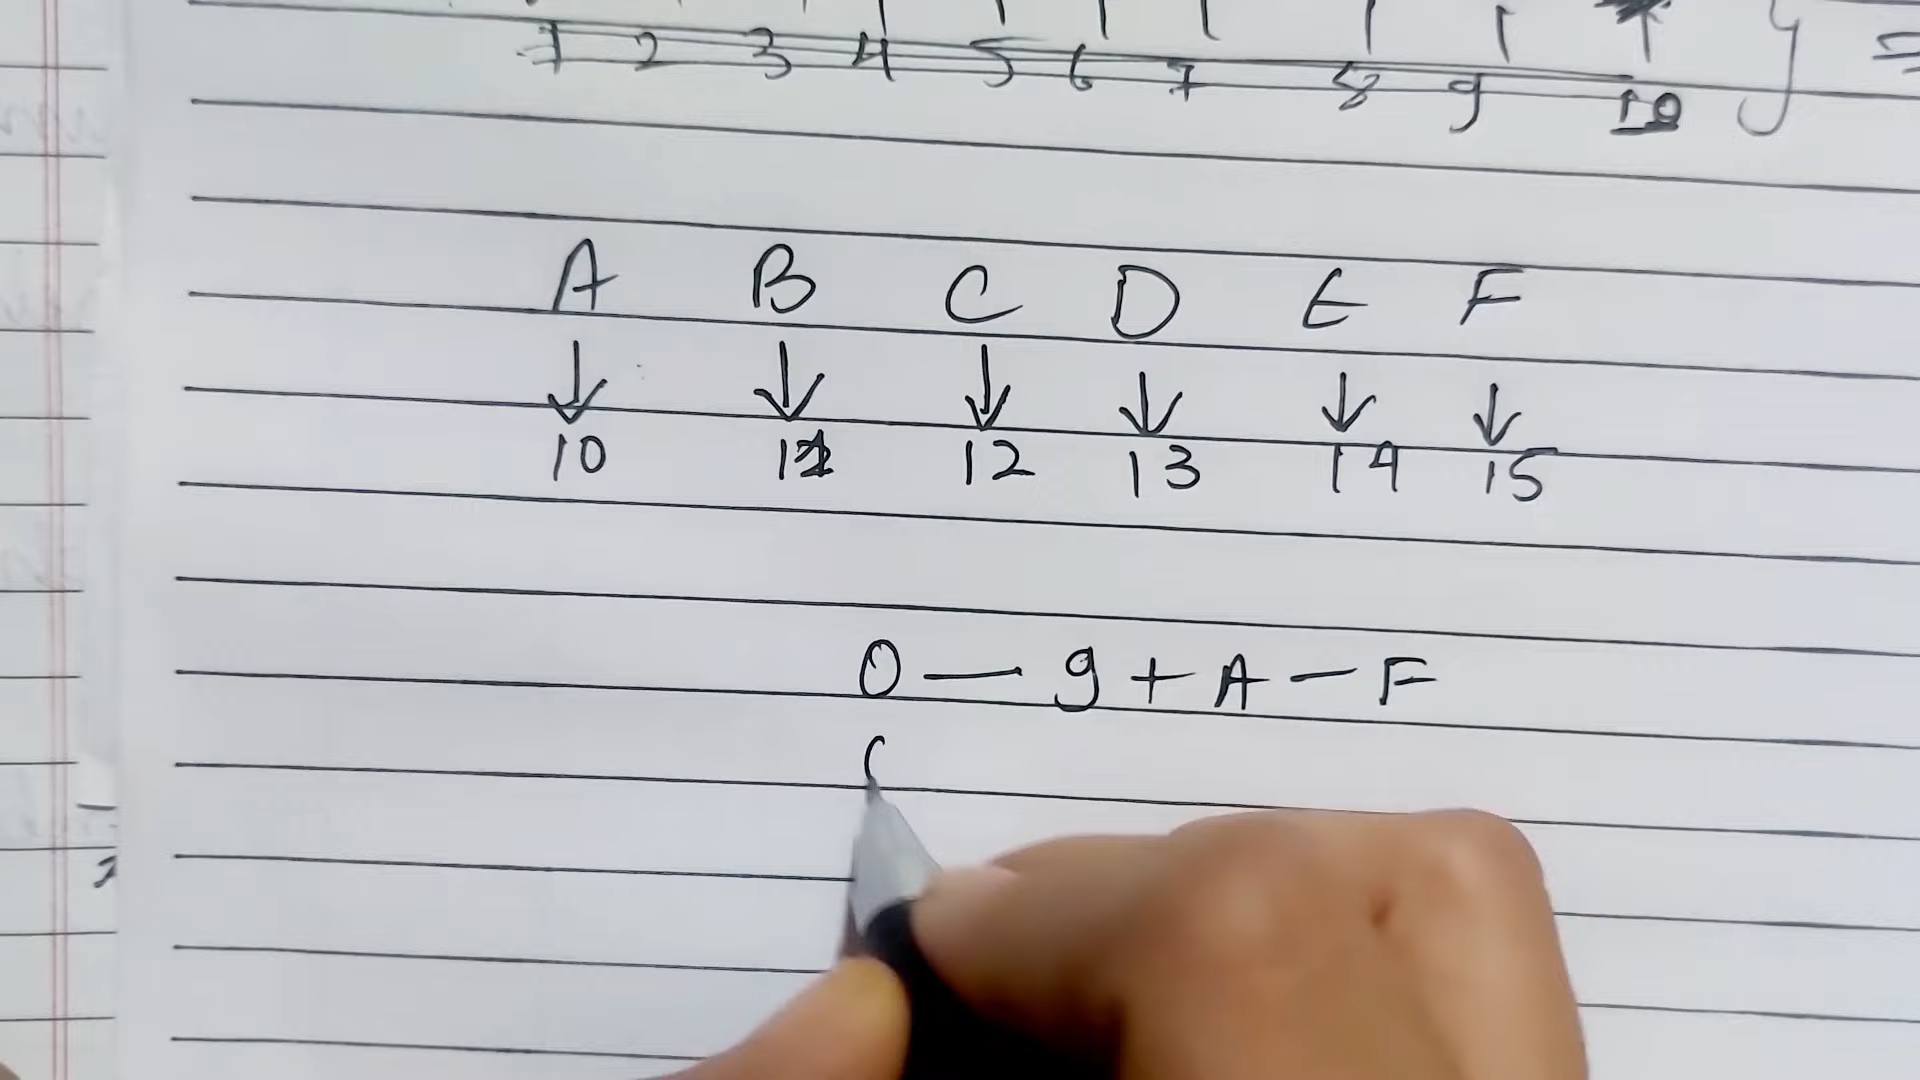 1 2 3 4 5 6 7 8 9 10 }
A B C D E F
↓ ↓ ↓ ↓ ↓ ↓
10 11 12 13 14 15
0 — 9 + A — F